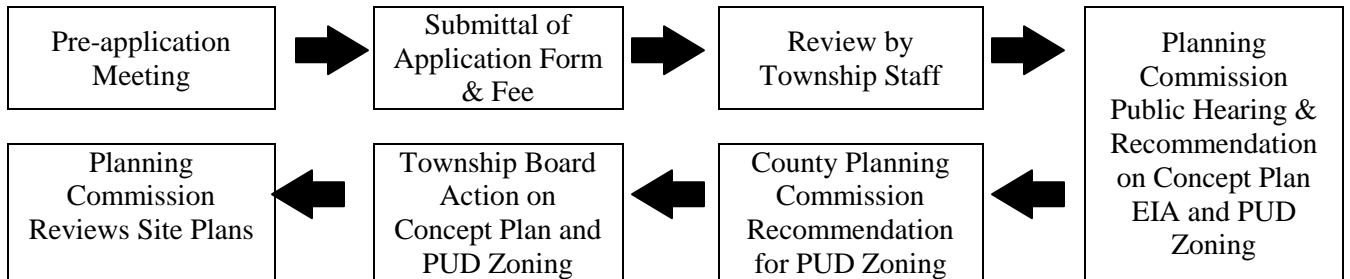 Pre-application
Meeting
Submittal of
Application Form
& Fee
Review by
Township Staff
Planning
Commission
Public Hearing &
Recommendation
on Concept Plan
EIA and PUD
Zoning
County Planning
Commission
Recommendation
for PUD Zoning
Township Board
Action on
Concept Plan and
PUD Zoning
Planning
Commission
Reviews Site Plans